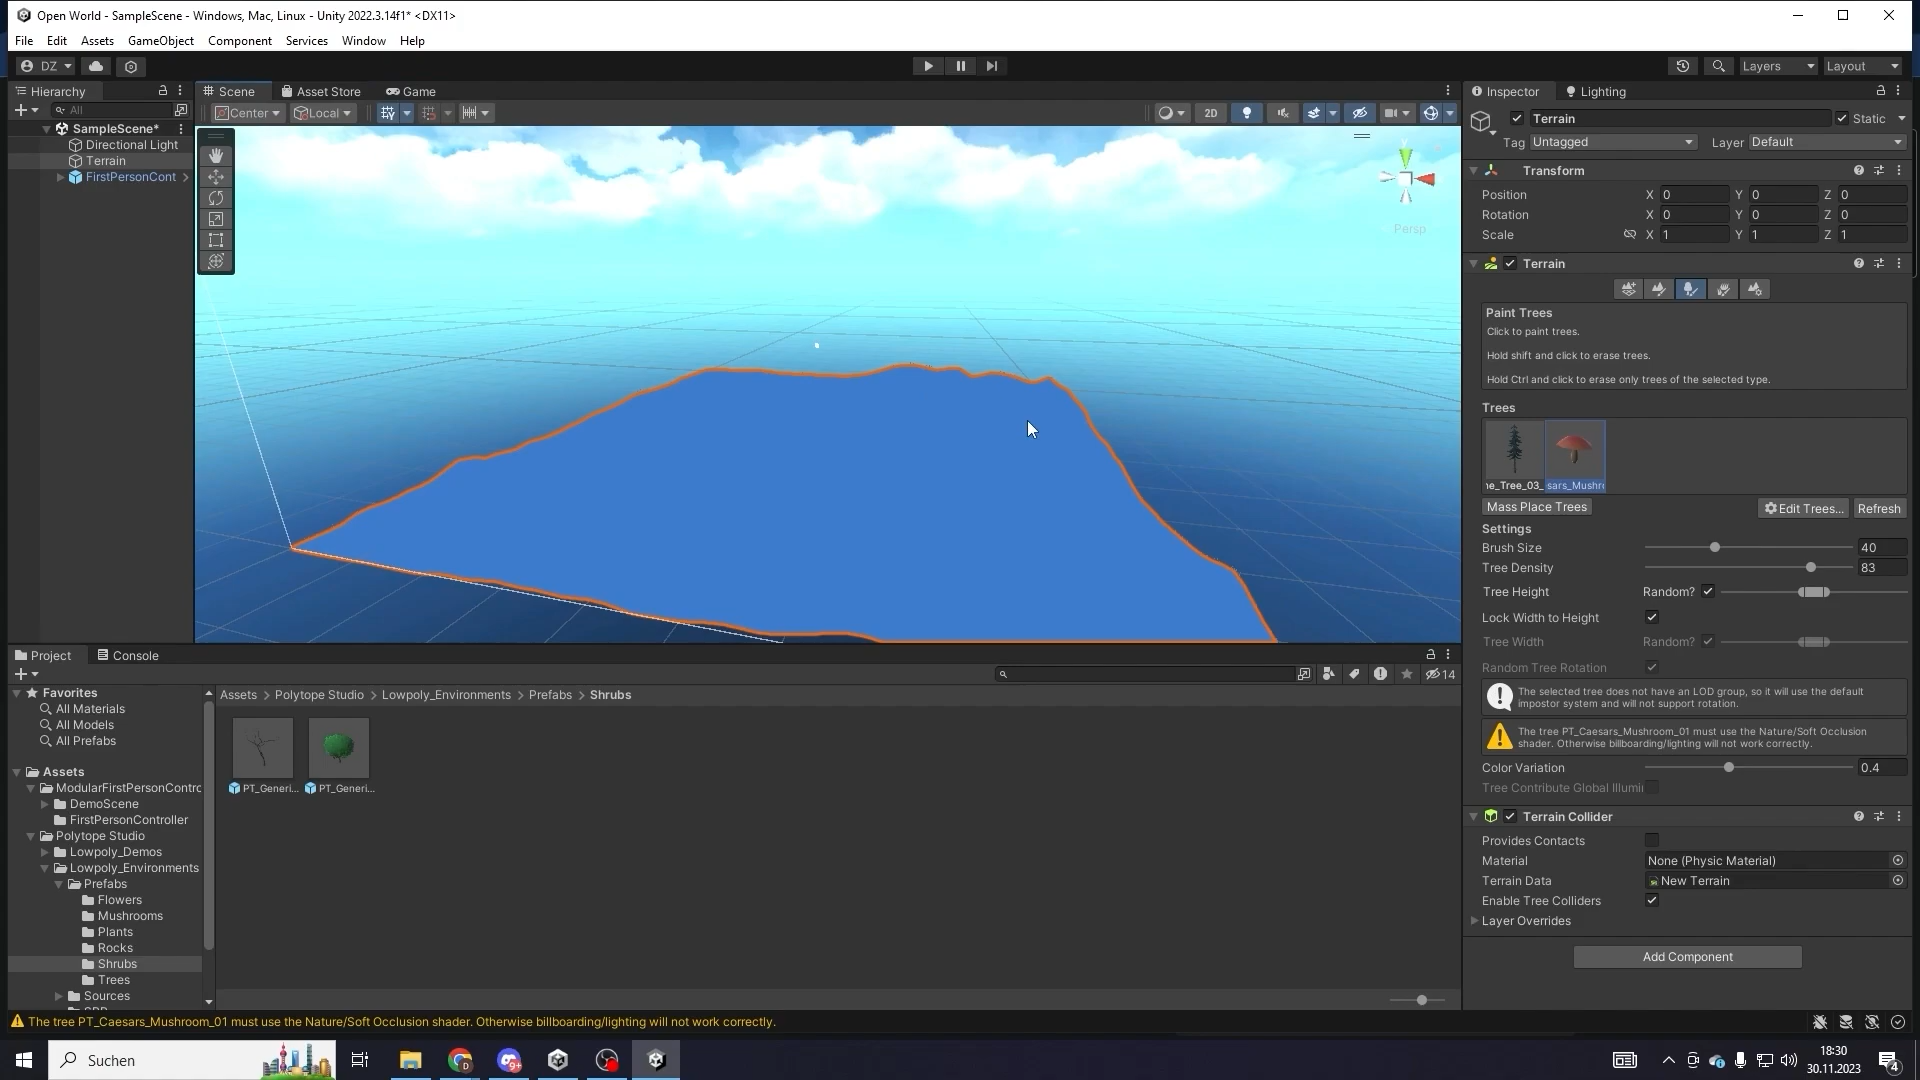 Open World - SampleScene - Windows, Mac, Linux - Unity 2022.3.14f1* <DX11>
File Edit Assets GameObject Component Services Window Help
DZ
Layers
Layout
Hierarchy
All
SampleScene*
Directional Light
Terrain
FirstPersonCont
Scene
Asset Store
Game
Center
Local
2D
Persp
Inspector
Lighting
Terrain
Static
Tag Untagged
Layer Default
Transform
Position X 0 Y 0 Z 0
Rotation X 0 Y 0 Z 0
Scale X 1 Y 1 Z 1
Terrain
Paint Trees
Click to paint trees.
Hold shift and click to erase trees.
Hold Ctrl and click to erase only trees of the selected type.
Trees
ne_Tree_03_ sars_Mushr
Mass Place Trees
Edit Trees...
Refresh
Settings
Brush Size 40
Tree Density 83
Tree Height Random?
Lock Width to Height
Tree Width Random?
Random Tree Rotation
The selected tree does not have an LOD group, so it will use the default
impostor system and will not support rotation.
The tree PT_Caesars_Mushroom_01 must use the Nature/Soft Occlusion
shader. Otherwise billboarding/lighting will not work correctly.
Color Variation 0.4
Tree Contribute Global Illumi
Terrain Collider
Provides Contacts
Material None (Physic Material)
Terrain Data New Terrain
Enable Tree Colliders
Layer Overrides
Add Component
Project
Console
14
Favorites
All Materials
All Models
All Prefabs
Assets
ModularFirstPersonContro
DemoScene
FirstPersonController
Polytope Studio
Lowpoly_Demos
Lowpoly_Environments
Prefabs
Flowers
Mushrooms
Plants
Rocks
Shrubs
Trees
Sources
Assets > Polytope Studio > Lowpoly_Environments > Prefabs > Shrubs
PT_Generi... PT_Generi...
The tree PT_Caesars_Mushroom_01 must use the Nature/Soft Occlusion shader. Otherwise billboarding/lighting will not work correctly.
Suchen
18:30
30.11.2023
4